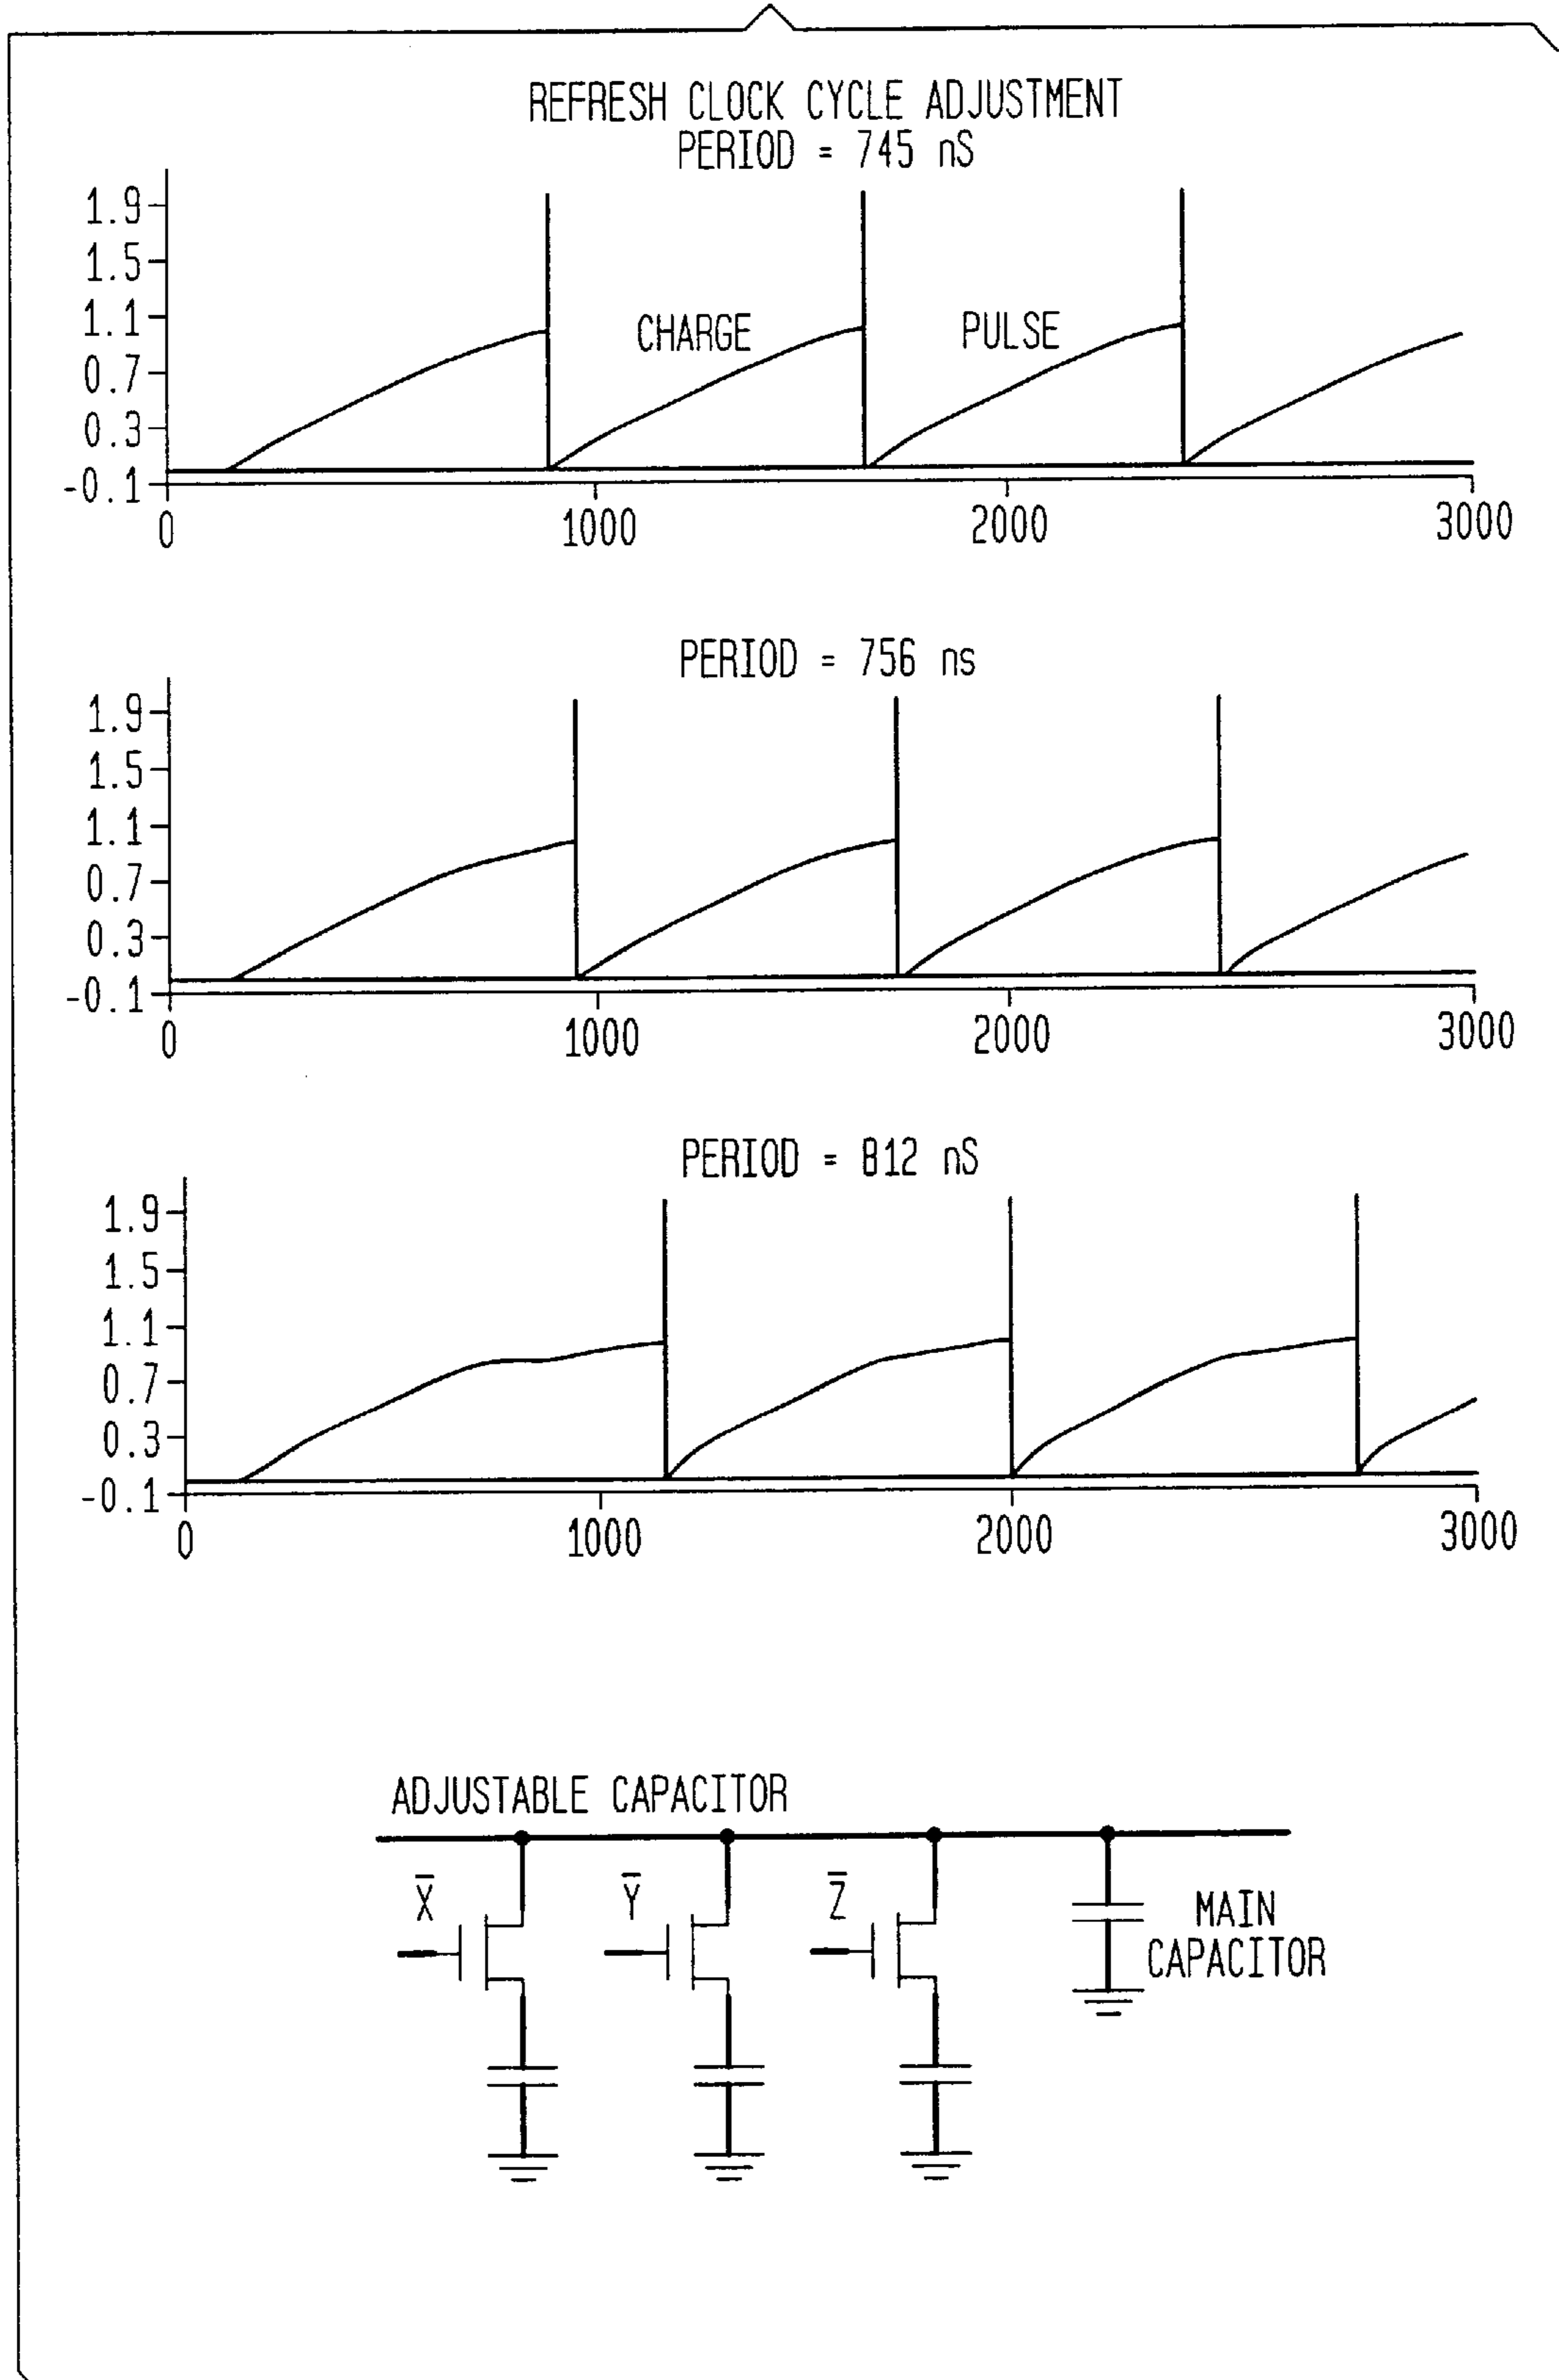 REFRESH CLOCK CYCLE ADJUSTMENT
PERIOD = 745 nS
1.9
1.5
1.1
CHARGE PULSE
0.7
0.3
-0.1
0 1000 2000 3000
PERIOD = 756 ns
1.9
1.5
1.1
0.7
0.3
-0.1
0 1000 2000 3000
PERIOD = 812 nS
1.9
1.5
1.1
0.7
0.3
-0.1
0 1000 2000 3000
ADJUSTABLE CAPACITOR
X̅ Y̅ Z̅
MAIN
CAPACITOR